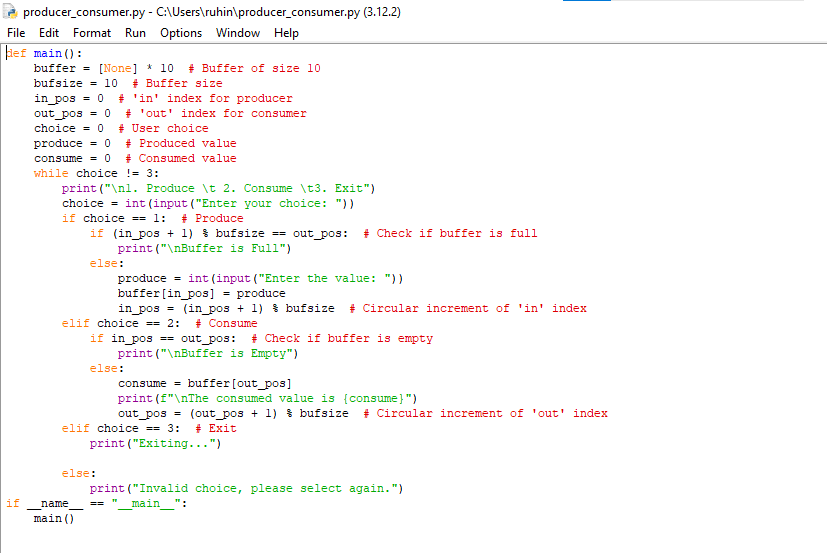 producer_consumer.py - C:\Users\ruhin\producer_consumer.py (3.12.2)
File Edit Format Run Options Window Help
def main():
    buffer = [None] * 10  # Buffer of size 10
    bufsize = 10  # Buffer size
    in_pos = 0  # 'in' index for producer
    out_pos = 0  # 'out' index for consumer
    choice = 0  # User choice
    produce = 0  # Produced value
    consume = 0  # Consumed value
    while choice != 3:
        print("\n1. Produce \t 2. Consume \t3. Exit")
        choice = int(input("Enter your choice: "))
        if choice == 1:  # Produce
            if (in_pos + 1) % bufsize == out_pos:  # Check if buffer is full
                print("\nBuffer is Full")
            else:
                produce = int(input("Enter the value: "))
                buffer[in_pos] = produce
                in_pos = (in_pos + 1) % bufsize  # Circular increment of 'in' index
        elif choice == 2:  # Consume
            if in_pos == out_pos:  # Check if buffer is empty
                print("\nBuffer is Empty")
            else:
                consume = buffer[out_pos]
                print(f"\nThe consumed value is {consume}")
                out_pos = (out_pos + 1) % bufsize  # Circular increment of 'out' index
        elif choice == 3:  # Exit
            print("Exiting...")

        else:
            print("Invalid choice, please select again.")
if __name__ == "__main__":
    main()